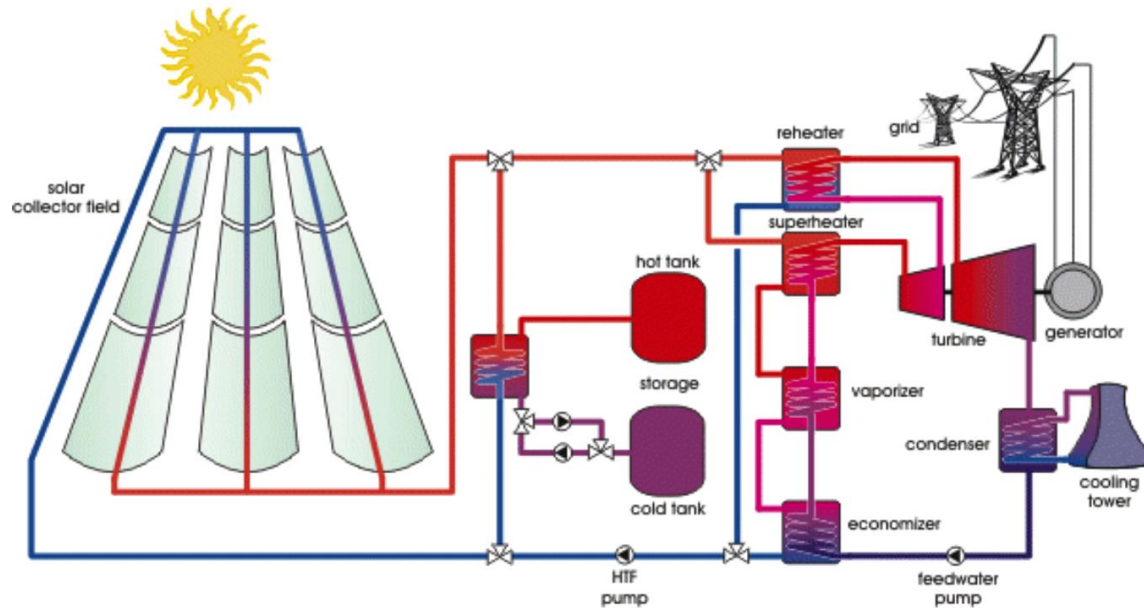 solar
collector field
reheater
grid
superheater
hot tank
storage
cold tank
vaporizer
economizer
turbine
generator
condenser
cooling
tower
HTF
pump
feedwater
pump